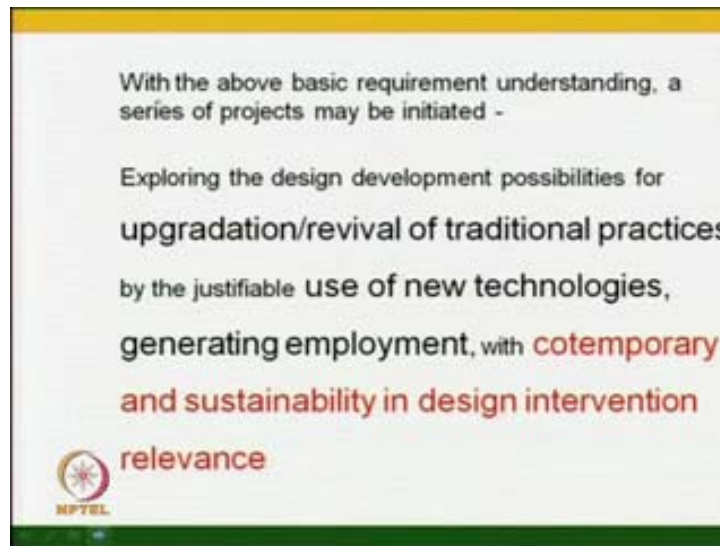 With the above basic requirement understanding, a
series of projects may be initiated -
Exploring the design development possibilities for
upgradation/revival of traditional practices
by the justifiable use of new technologies,
generating employment, with cotemporary
and sustainability in design intervention
relevance
NPTEL